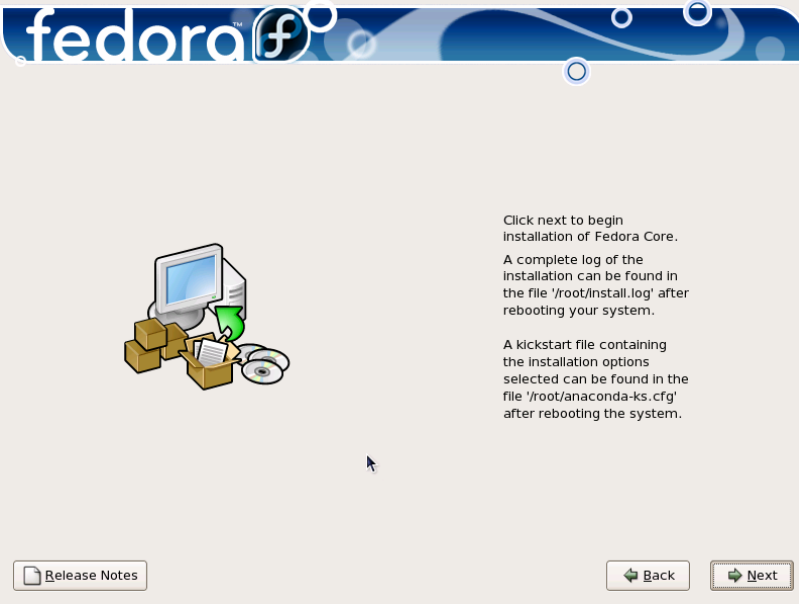 fedora™
Click next to begin
installation of Fedora Core.
A complete log of the
installation can be found in
the file '/root/install.log' after
rebooting your system.
A kickstart file containing
the installation options
selected can be found in the
file '/root/anaconda-ks.cfg'
after rebooting the system.
Release Notes
Back
Next